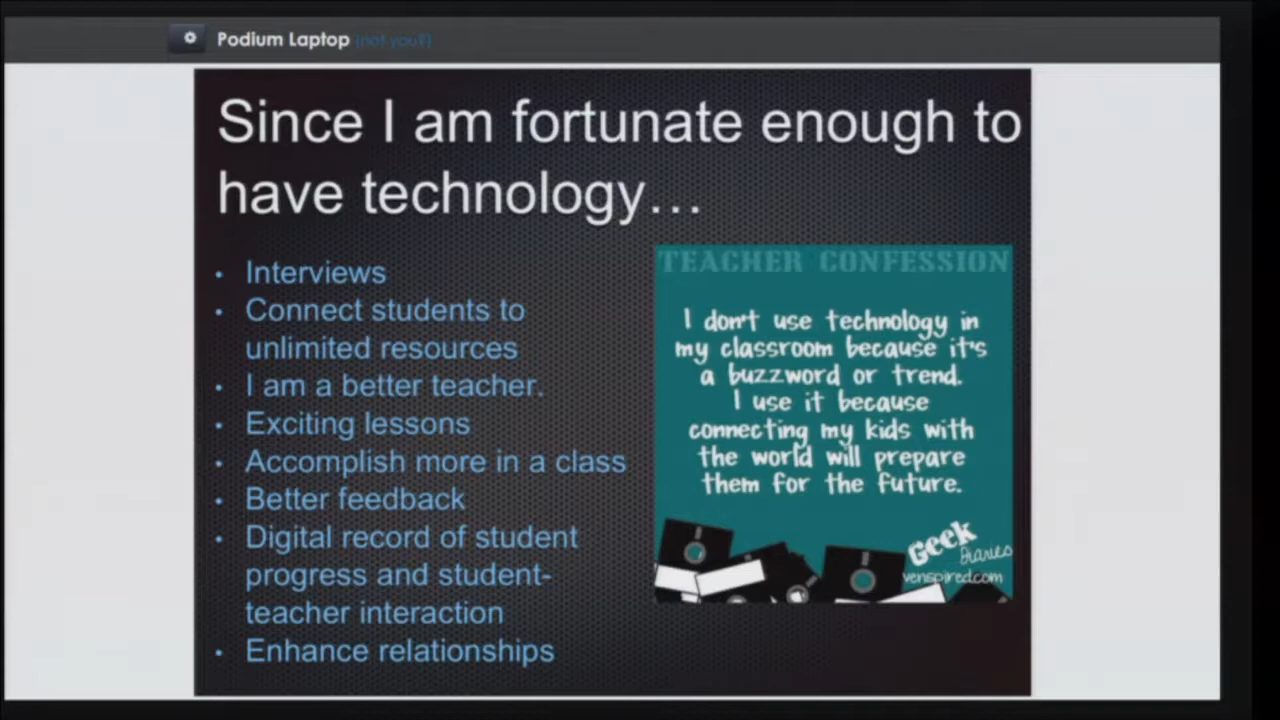 Podium Laptop (not you?)
Since I am fortunate enough to
have technology…
• Interviews
• Connect students to
unlimited resources
• I am a better teacher.
• Exciting lessons
• Accomplish more in a class
• Better feedback
• Digital record of student
progress and student-
teacher interaction
• Enhance relationships
TEACHER CONFESSION
I don't use technology in
my classroom because it's
a buzzword or trend.
I use it because
connecting my kids with
the world will prepare
them for the future.
Geek
Diaries
venspired.com